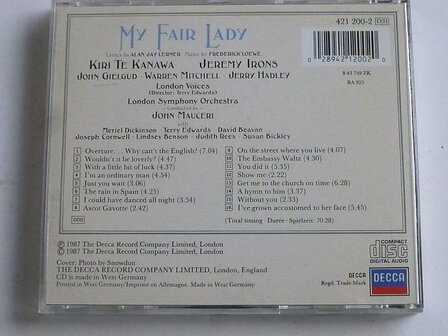 421 200-2 DH
MY FAIR LADY
LYRICS BY ALAN JAY LERNER · MUSIC BY FREDERICK LOEWE
KIRI TE KANAWA · JEREMY IRONS
JOHN GIELGUD · WARREN MITCHELL · JERRY HADLEY
London Voices
(Director: Terry Edwards)
London Symphony Orchestra
conducted by
JOHN MAUCERI
with
Meriel Dickinson · Terry Edwards · David Beavan
Joseph Cornwell · Lindsey Benson · Judith Rees · Susan Bickley
0 28942 12002 0
8.43 759 ZK
BA 925
1 Overture... Why can't the English? (7.04)
2 Wouldn't it be loverly? (4.47)
3 With a little bit of luck (4.37)
4 I'm an ordinary man (4.54)
5 Just you wait (3.06)
6 The rain in Spain (4.25)
7 I could have danced all night (3.54)
8 Ascot Gavotte (2.42)
9 On the street where you live (4.07)
10 The Embassy Waltz (4.30)
11 You did it (5.35)
12 Show me (2.22)
13 Get me to the church on time (6.28)
14 A hymn to him (3.51)
15 Without you (2.33)
16 I've grown accustomed to her face (5.45)
DDD
(Total timing · Durée · Spielzeit 70.28)
℗ 1987 The Decca Record Company Limited, London
© 1987 The Decca Record Company Limited, London
Cover: Photo by Snowdon
THE DECCA RECORD COMPANY LIMITED, London, England
CD is made in West Germany
Printed in West Germany/Imprimé en Allemagne. Made in West Germany
COMPACT
disc
DIGITAL AUDIO
DECCA
Regd. Trade Mark